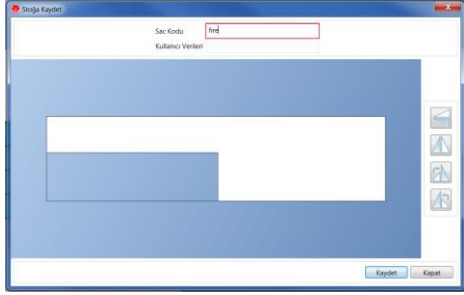 Stoğa Kaydet
Sac Kodu fire
Kullanıcı Verileri
Kaydet Kapat